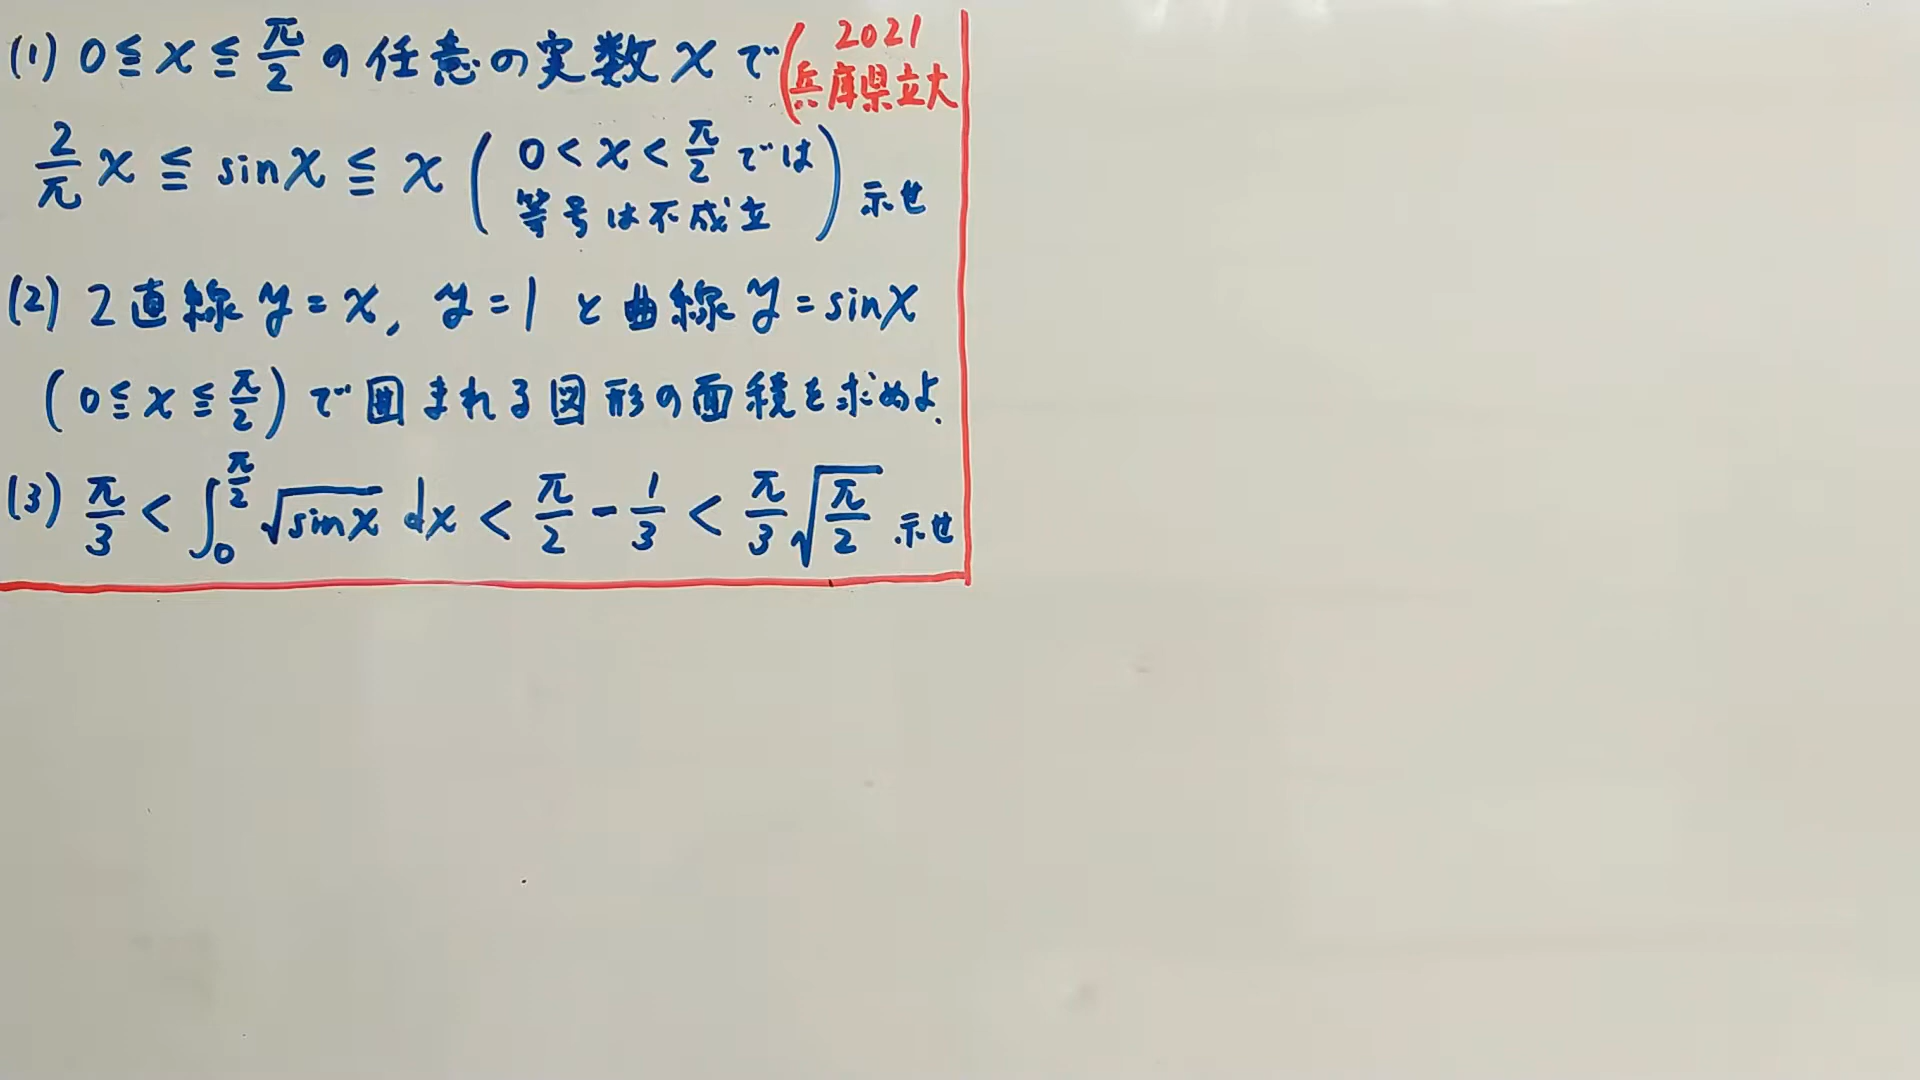 (1) 0≦x≦π/2 の任意の実数xで
(2021
兵庫県立大
2/π x ≦ sinx ≦ x (0<x<π/2 では
等号は不成立) 示せ
(2) 2直線 y=x, y=1 と曲線 y=sinx
(0≦x≦π/2) で囲まれる図形の面積を求めよ.
(3) π/3 < ∫₀^(π/2) √(sinx) dx < π/2 - 1/3 < π/3 √(π/2) 示せ